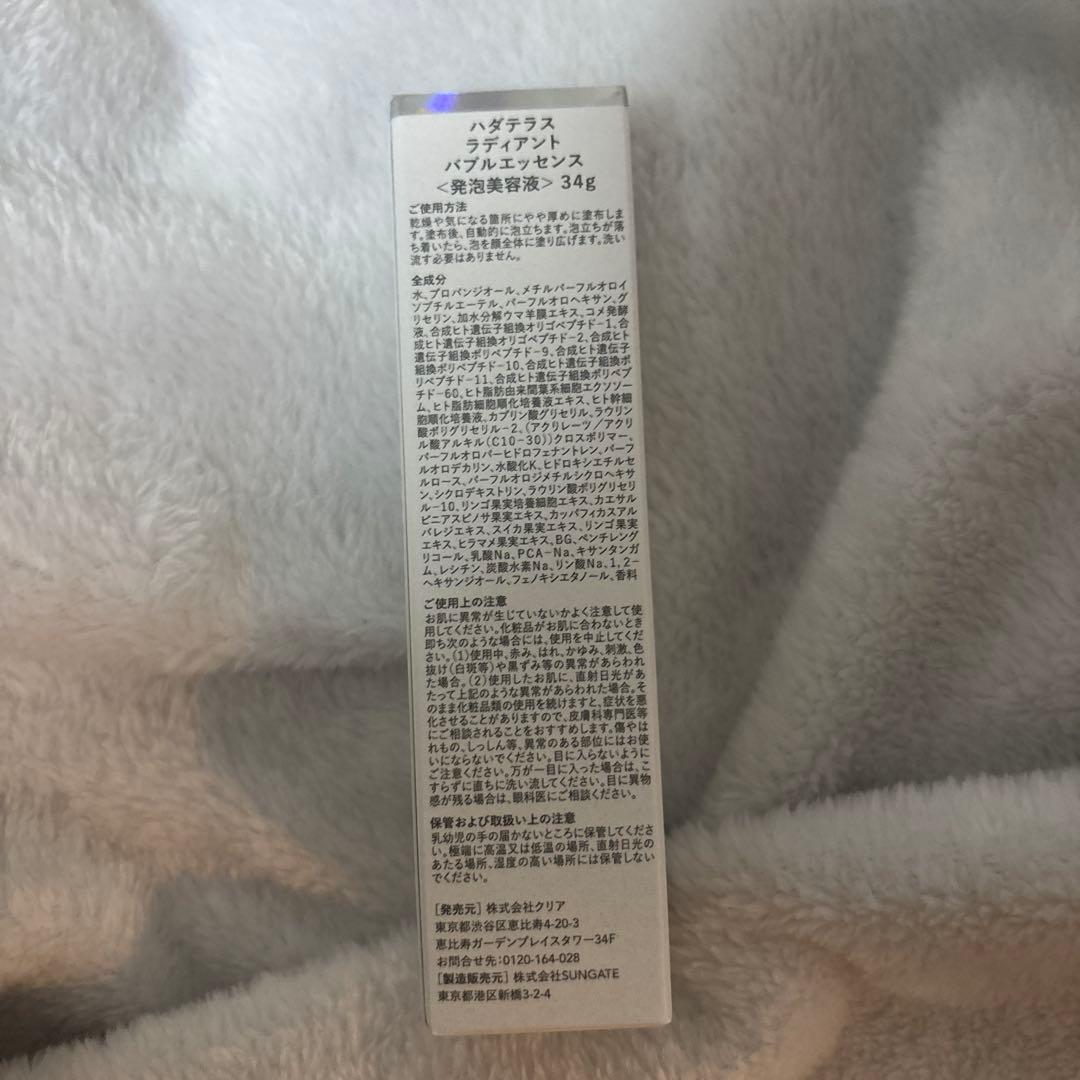 ハダテラス
ラディアント
バブルエッセンス
＜発泡美容液＞ 34g
ご使用方法
乾燥や気になる箇所にやや厚めに塗布しま
す。塗布後、自動的に泡立ちます。泡立ちが落
ち着いたら、泡を顔全体に塗り広げます。洗い
流す必要はありません。
全成分
水、プロパンジオール、メチルパーフルオロイ
ソブチルエーテル、パーフルオロヘキサン、グ
リセリン、加水分解ウマ羊膜エキス、コメ発酵
液、合成ヒト遺伝子組換オリゴペプチド-1、合
成ヒト遺伝子組換オリゴペプチド-2、合成ヒト
遺伝子組換ポリペプチド-9、合成ヒト遺伝子
組換ポリペプチド-10、合成ヒト遺伝子組換ポ
リペプチド-11、合成ヒト遺伝子組換ポリペプ
チド-60、ヒト脂肪由来間葉系細胞エクソソー
ム、ヒト脂肪細胞順化培養液エキス、ヒト幹細
胞順化培養液、カプリン酸グリセリル、ラウリン
酸ポリグリセリル-2、(アクリレーツ/アクリ
ル酸アルキル(C10-30))クロスポリマー、
パーフルオロパーヒドロフェナントレン、パーフ
ルオロデカリン、水酸化K、ヒドロキシエチルセ
ルロース、パーフルオロジメチルシクロヘキサ
ン、シクロデキストリン、ラウリン酸ポリグリセリ
ル-10、リンゴ果実培養細胞エキス、カエサル
ピニアスピノサ果実エキス、カッパフィカスアル
バレジエキス、スイカ果実エキス、リンゴ果実
エキス、ヒラマメ果実エキス、BG、ペンチレング
リコール、乳酸Na、PCA-Na、キサンタンガ
ム、レシチン、炭酸水素Na、リン酸Na、1,2-
ヘキサンジオール、フェノキシエタノール、香料
ご使用上の注意
お肌に異常が生じていないかよく注意して使
用してください。化粧品がお肌に合わないとき
即ち次のような場合には、使用を中止してくだ
さい。(1)使用中、赤み、はれ、かゆみ、刺激、色
抜け(白斑等)や黒ずみ等の異常があらわれ
た場合。(2)使用したお肌に、直射日光があ
たって上記のような異常があらわれた場合。そ
のまま化粧品類の使用を続けますと、症状を悪
化させることがありますので、皮膚科専門医等
にご相談されることをおすすめします。傷やは
れもの、しっしん等、異常のある部位にはお使
いにならないでください。目に入らないように
ご注意ください。万が一目に入った場合は、こ
すらずに直ちに洗い流してください。目に異物
感が残る場合は、眼科医にご相談ください。
保管および取扱い上の注意
乳幼児の手の届かないところに保管してくださ
い。極端に高温又は低温の場所、直射日光の
あたる場所、湿度の高い場所には保管しない
でください。
[発売元] 株式会社クリア
東京都渋谷区恵比寿4-20-3
恵比寿ガーデンプレイスタワー34F
お問合せ先:0120-164-028
[製造販売元] 株式会社SUNGATE
東京都港区新橋3-2-4